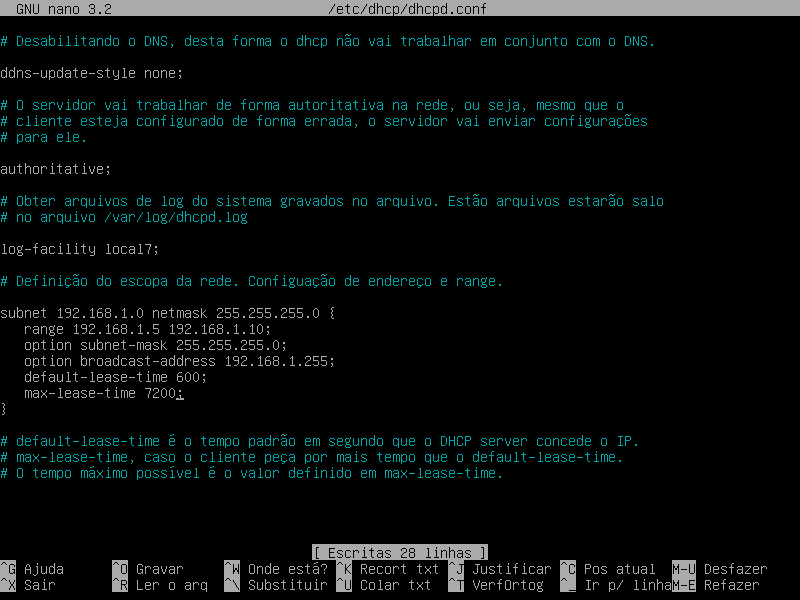 GNU nano 3.2 /etc/dhcp/dhcpd.conf
# Desabilitando o DNS, desta forma o dhcp não vai trabalhar em conjunto com o DNS.
ddns-update-style none;
# O servidor vai trabalhar de forma autoritativa na rede, ou seja, mesmo que o
# cliente esteja configurado de forma errada, o servidor vai enviar configurações
# para ele.
authoritative;
# Obter arquivos de log do sistema gravados no arquivo. Estão arquivos estarão salo
# no arquivo /var/log/dhcpd.log
log-facility local7;
# Definição do escopa da rede. Configuação de endereço e range.
subnet 192.168.1.0 netmask 255.255.255.0 {
range 192.168.1.5 192.168.1.10;
option subnet-mask 255.255.255.0;
option broadcast-address 192.168.1.255;
default-lease-time 600;
max-lease-time 7200;
}
# default-lease-time é o tempo padrão em segundo que o DHCP server concede o IP.
# max-lease-time, caso o cliente peça por mais tempo que o default-lease-time.
# O tempo máximo possível é o valor definido em max-lease-time.
[ Escritas 28 linhas ]
^G Ajuda ^O Gravar ^W Onde está? ^K Recort txt ^J Justificar ^C Pos atual M-U Desfazer
^X Sair ^R Ler o arq ^\ Substituir ^U Colar txt ^T VerfOrtog ^_ Ir p/ linha M-E Refazer